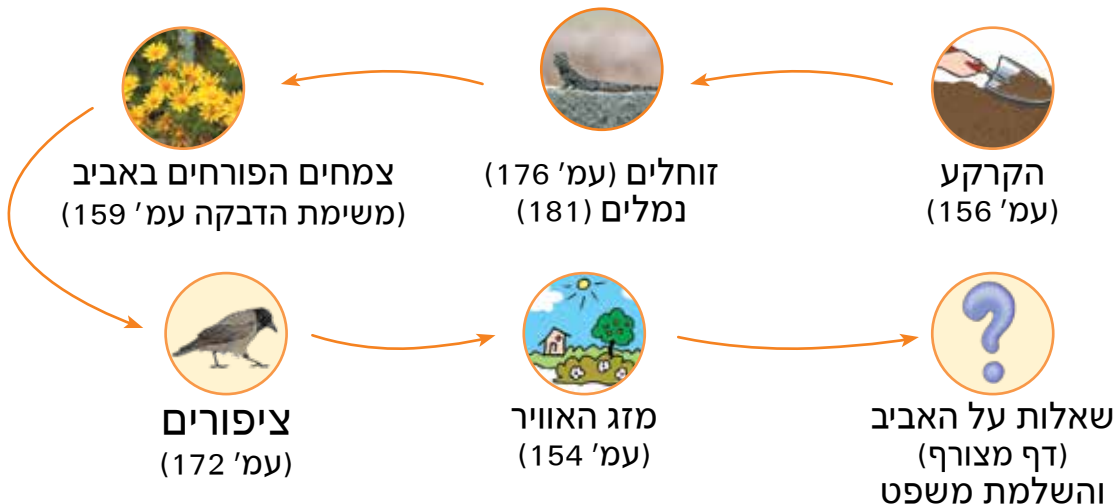 הקרקע
(עמ' 156)
זוחלים (עמ' 176)
נמלים (181)
צמחים הפורחים באביב
(משימת הדבקה עמ' 159)
ציפורים
(עמ' 172)
מזג האוויר
(עמ' 154)
שאלות על האביב
(דף מצורף)
והשלמת משפט